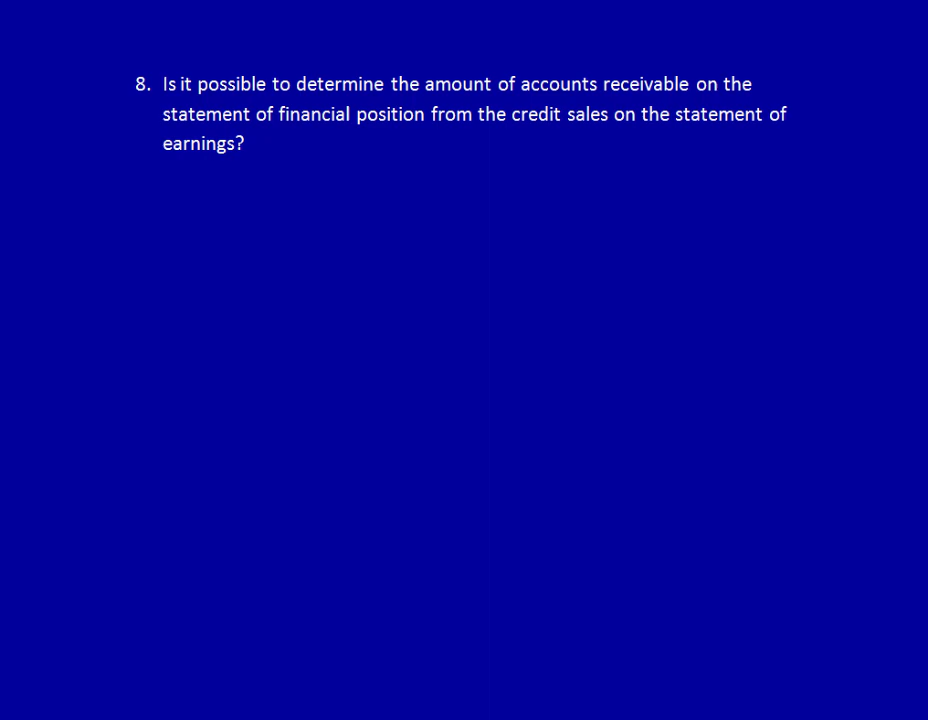 8. Is it possible to determine the amount of accounts receivable on the
statement of financial position from the credit sales on the statement of
earnings?